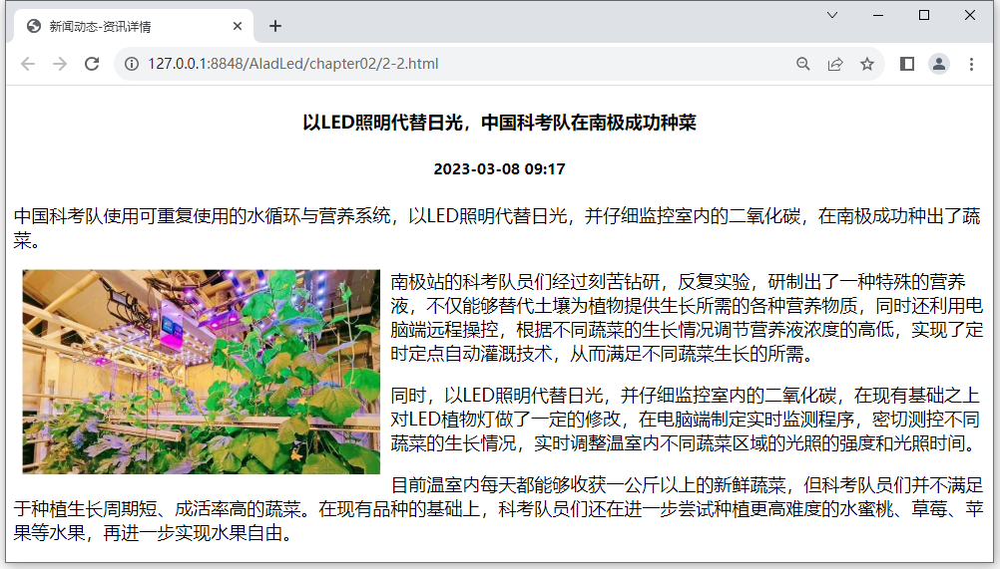 新闻动态-资讯详情
127.0.0.1:8848/AladLed/chapter02/2-2.html
以LED照明代替日光，中国科考队在南极成功种菜
2023-03-08 09:17
中国科考队使用可重复使用的水循环与营养系统，以LED照明代替日光，并仔细监控室内的二氧化碳，在南极成功种出了蔬
菜。
南极站的科考队员们经过刻苦钻研，反复实验，研制出了一种特殊的营养
液，不仅能够替代土壤为植物提供生长所需的各种营养物质，同时还利用电
脑端远程操控，根据不同蔬菜的生长情况调节营养液浓度的高低，实现了定
时定点自动灌溉技术，从而满足不同蔬菜生长的所需。
同时，以LED照明代替日光，并仔细监控室内的二氧化碳，在现有基础之上
对LED植物灯做了一定的修改，在电脑端制定实时监测程序，密切测控不同
蔬菜的生长情况，实时调整温室内不同蔬菜区域的光照的强度和光照时间。
目前温室内每天都能够收获一公斤以上的新鲜蔬菜，但科考队员们并不满足
于种植生长周期短、成活率高的蔬菜。在现有品种的基础上，科考队员们还在进一步尝试种植更高难度的水蜜桃、草莓、苹
果等水果，再进一步实现水果自由。